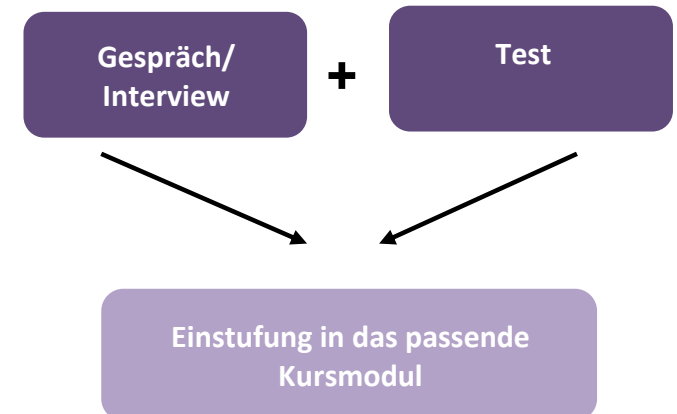 Gespräch/
Interview
+
Test
Einstufung in das passende
Kursmodul